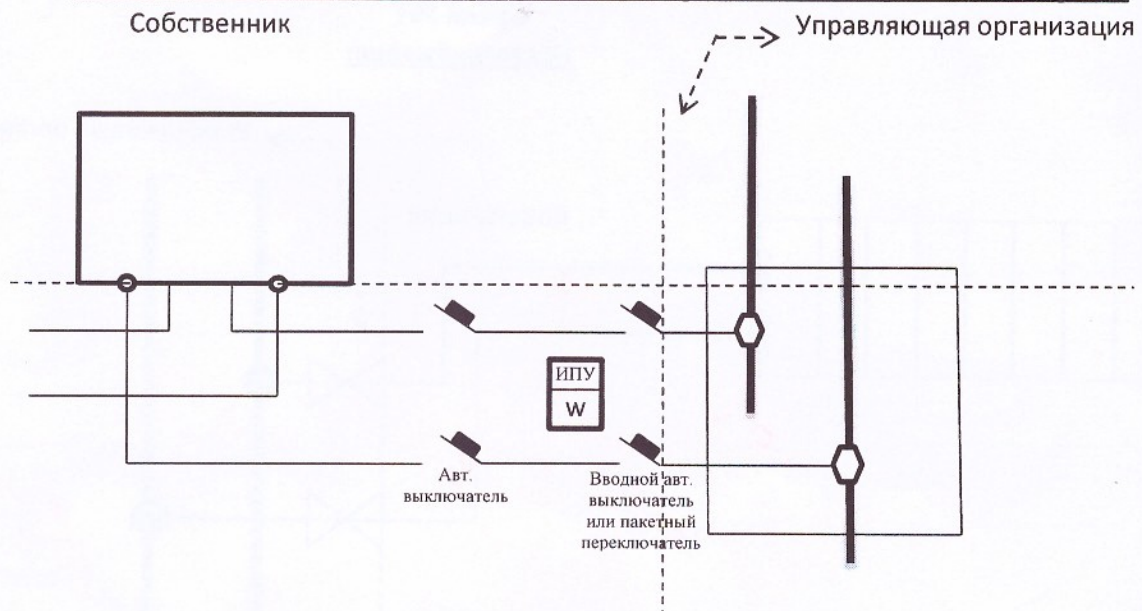 Собственник
Управляющая организация
ИПУ
W
Авт.
выключатель
Вводной авт.
выключатель
или пакетный
переключатель